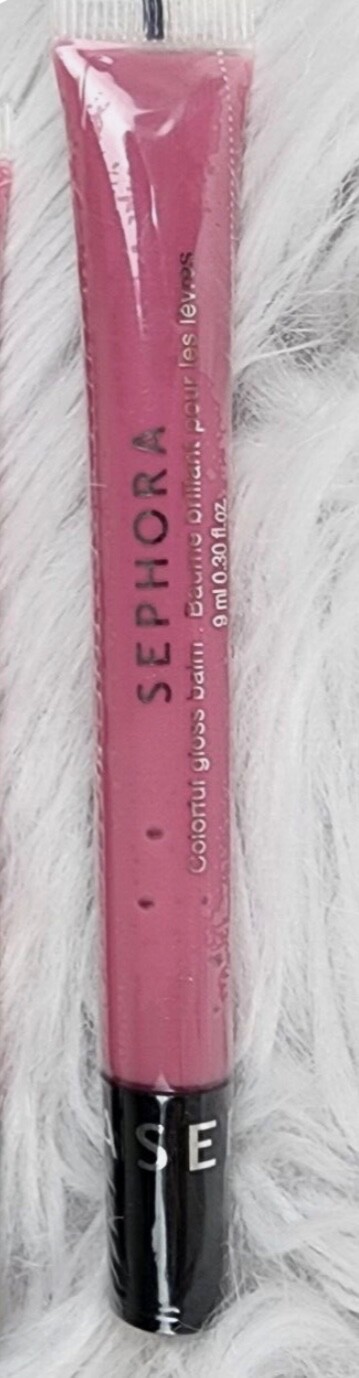 SEPHORA
Colorful gloss balm . Baume brillant pour les lèvres
9 ml 0.30 fl.oz.
A SE